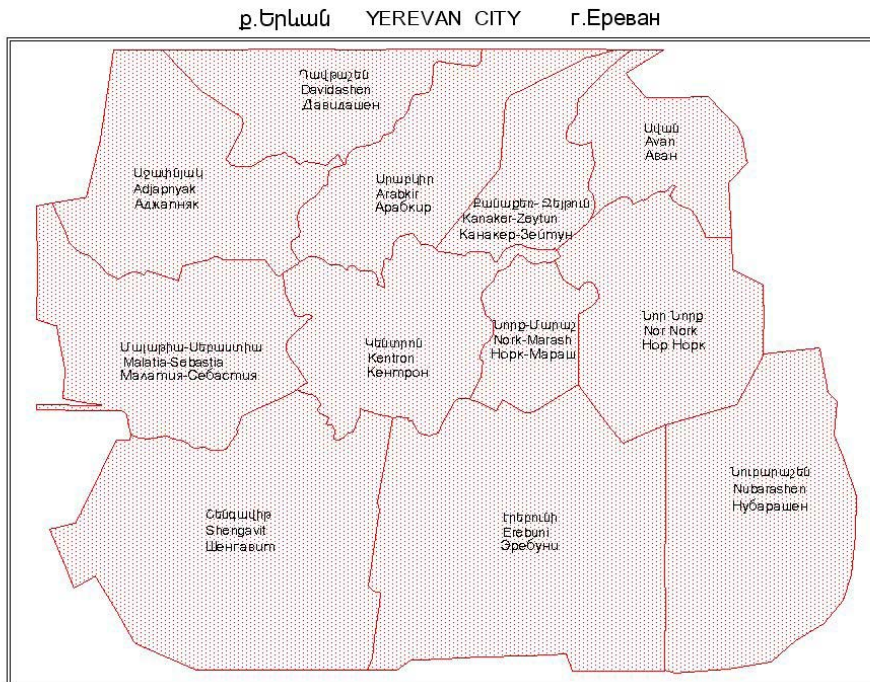 ք.Երևան YEREVAN CITY г.Ереван
Դավթաշեն
Davidashen
Давидашен
Ավան
Avan
Аван
Աջափնյակ
Adjapnyak
Аджапняк
Արաբկիր
Arabkir
Арабкир
Քանաքեռ-Զեյթուն
Kanaker-Zeytun
Канакер-Зейтун
Նոր Նորք
Nor Nork
Нор Норк
Նորք-Մարաշ
Nork-Marash
Норк-Мараш
Կենտրոն
Kentron
Кентрон
Մալաթիա-Սեբաստիա
Malatia-Sebastia
Малатия-Себастия
Նուբարաշեն
Nubarashen
Нубарашен
Շենգավիթ
Shengavit
Шенгавит
Էրեբունի
Erebuni
Эребуни